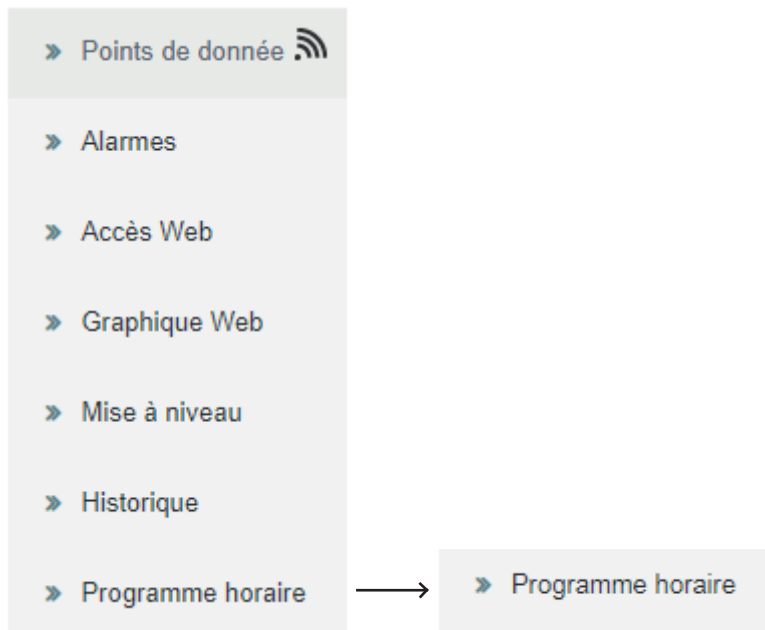 Points de donnée
Alarmes
Accès Web
Graphique Web
Mise à niveau
Historique
Programme horaire
Programme horaire